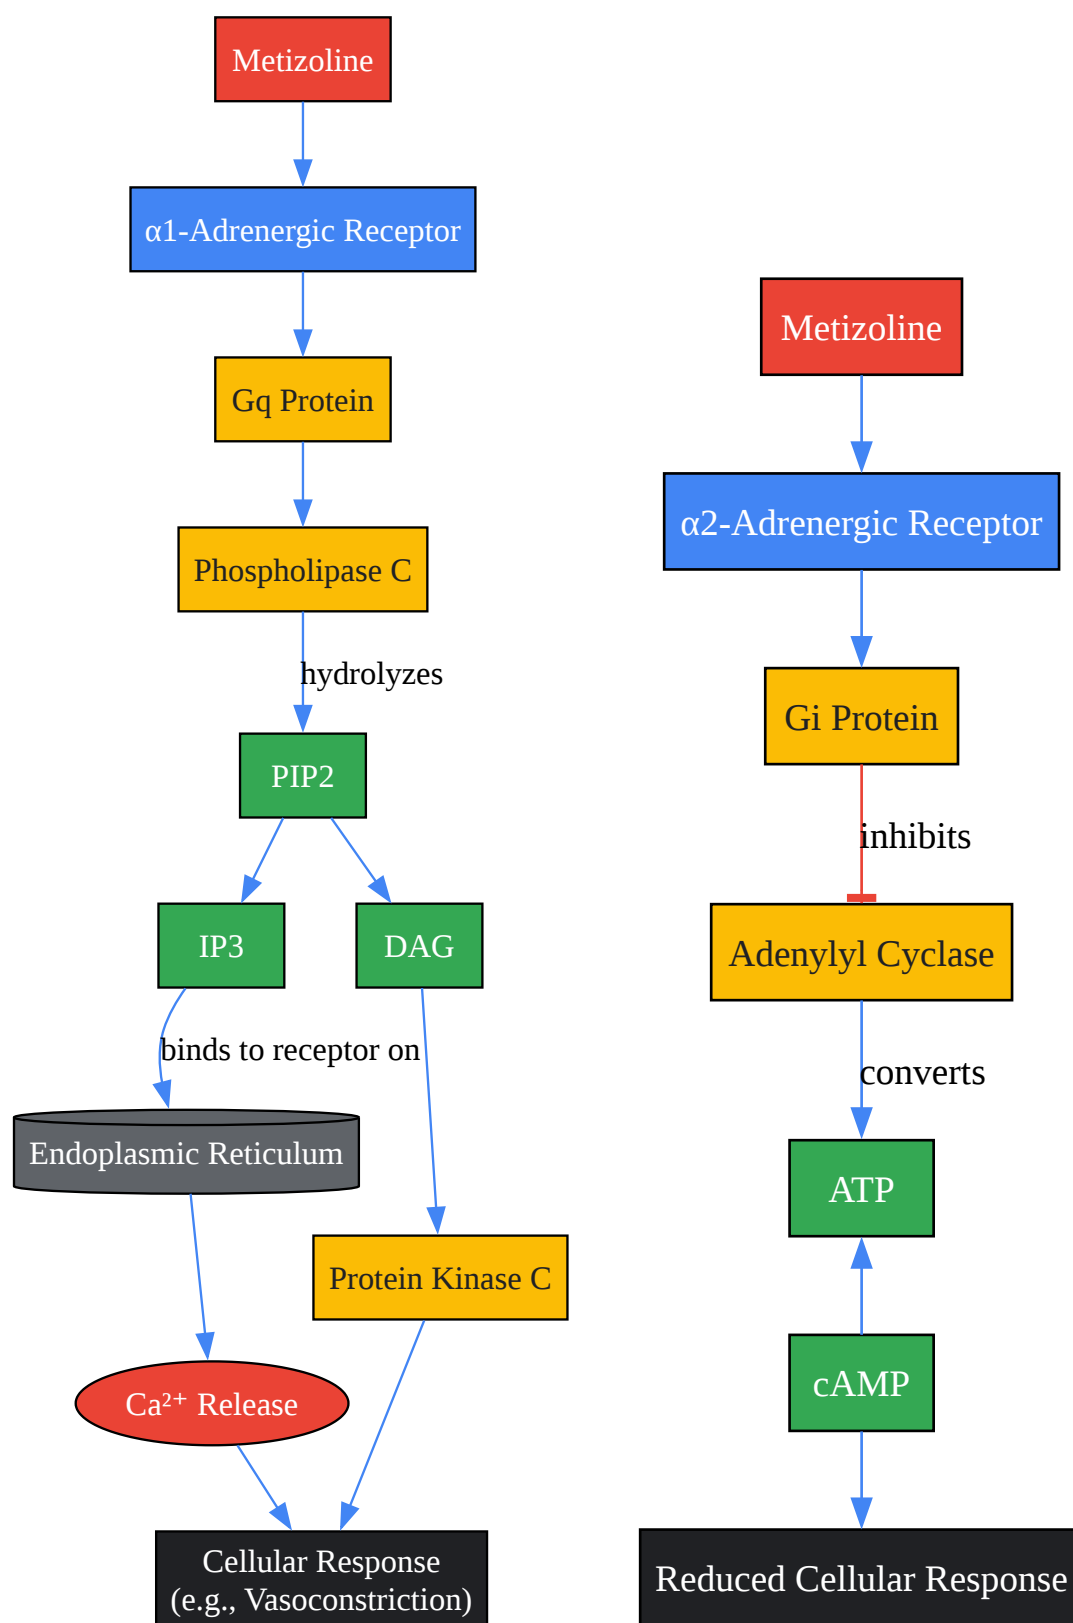 Metizoline
α1-Adrenergic Receptor
Gq Protein
Phospholipase C
hydrolyzes
PIP2
IP3
DAG
binds to receptor on
Endoplasmic Reticulum
Protein Kinase C
Ca²⁺ Release
Cellular Response
(e.g., Vasoconstriction)
Metizoline
α2-Adrenergic Receptor
Gi Protein
inhibits
Adenylyl Cyclase
converts
ATP
cAMP
Reduced Cellular Response